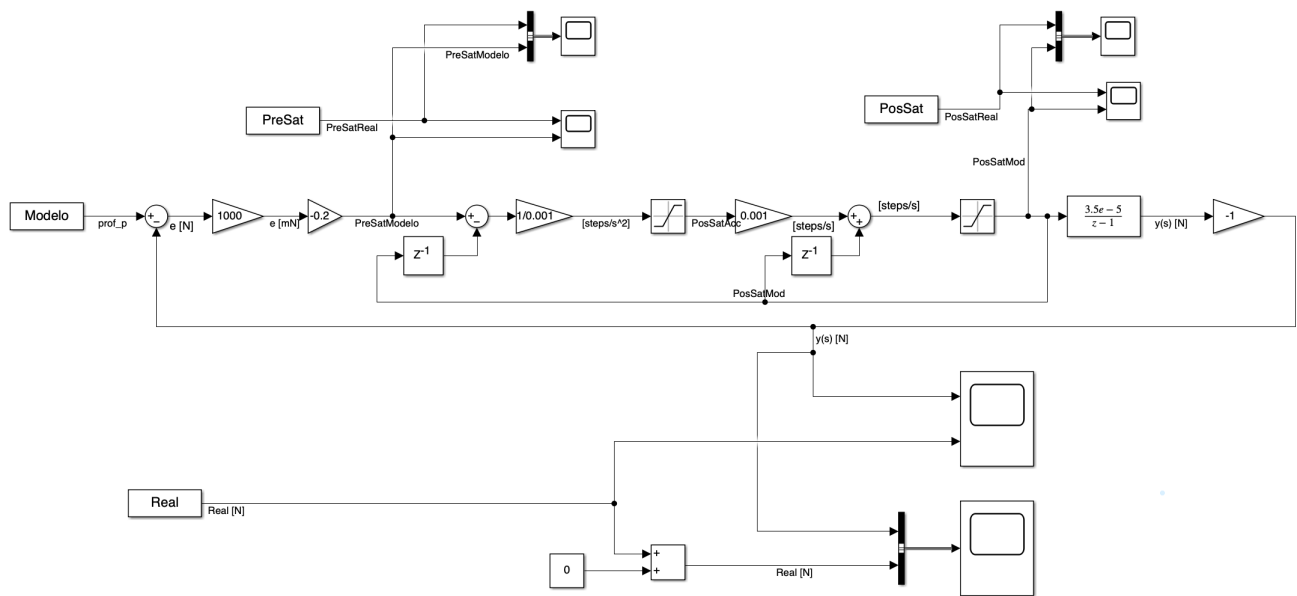 PreSatModelo
PreSat
PreSatReal
PosSat
PosSatReal
PosSatMod
Modelo
prof_p
+
−
e [N]
1000
e [mN]
-0.2
PreSatModelo
+
−
1/0.001
[steps/s^2]
PosSatAcc
0.001
[steps/s]
+
+
[steps/s]
3.5e − 5
z − 1
y(s) [N]
-1
Z-1
Z-1
PosSatMod
y(s) [N]
Real
Real [N]
0
+
+
Real [N]